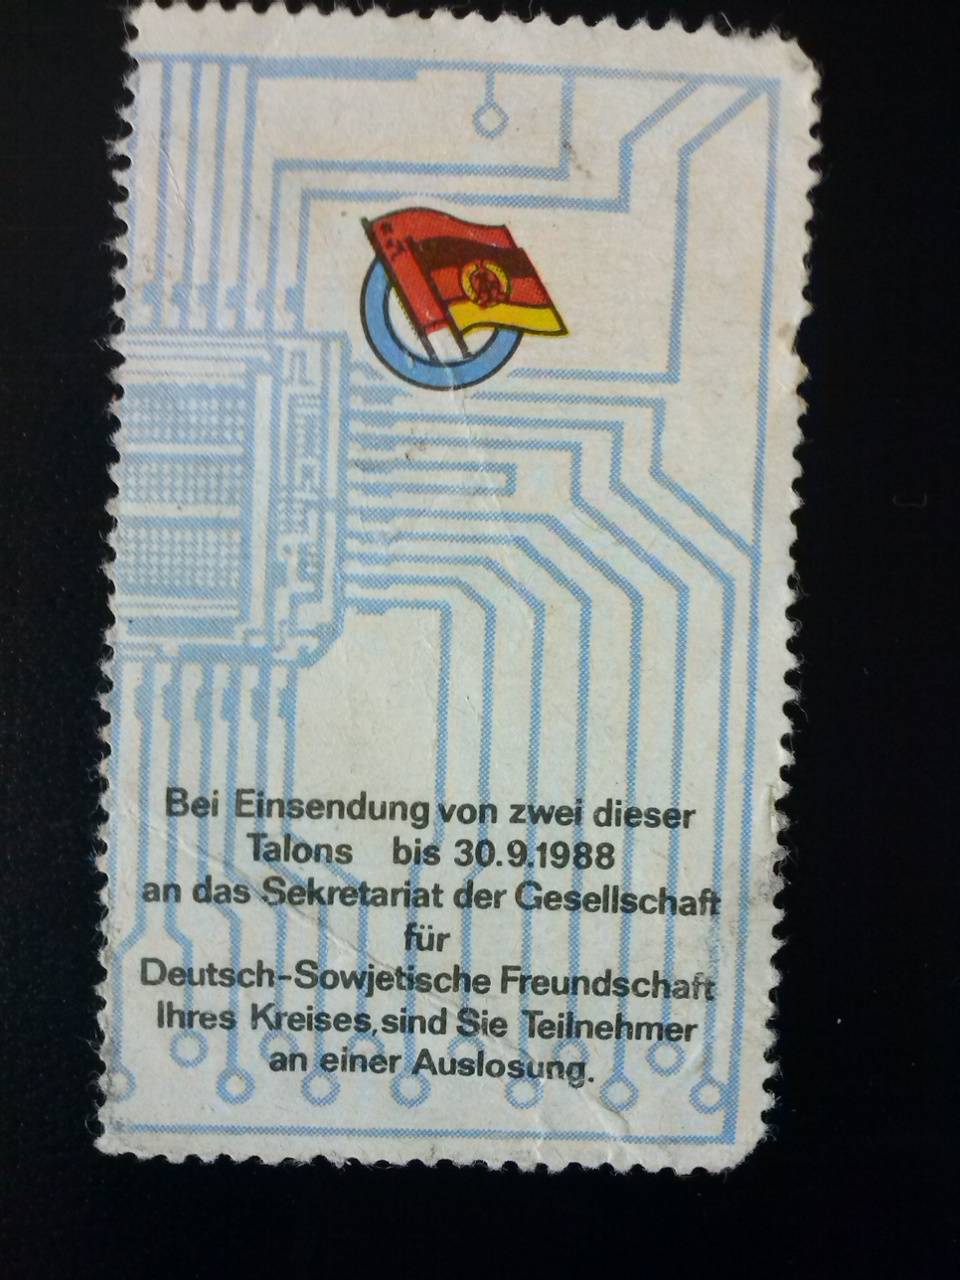 Bei Einsendung von zwei dieser
Talons bis 30.9.1988
an das Sekretariat der Gesellschaft
für
Deutsch-Sowjetische Freundschaft
Ihres Kreises, sind Sie Teilnehmer
an einer Auslosung.